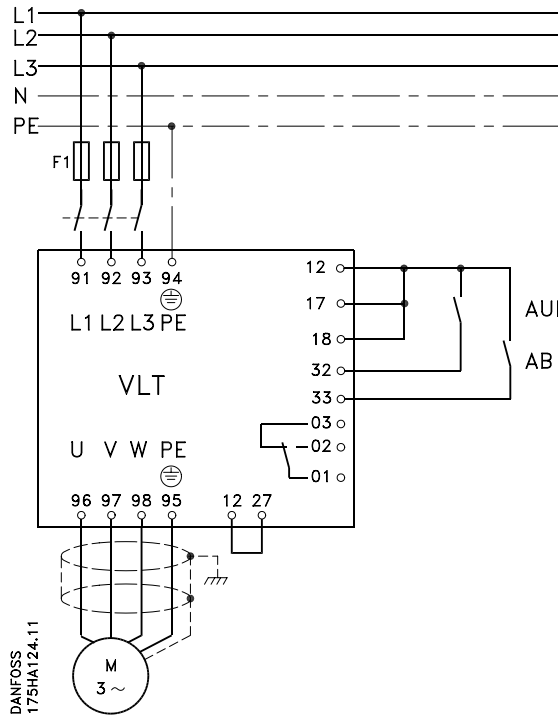 L1
L2
L3
N
PE
F1
91 92 93 94
L1 L2 L3 PE
12
17
18
32
33
03
02
01
AB
VLT
U V W PE
96 97 98 95
12 27
M
3 ~
DANFOSS
175HA124.11